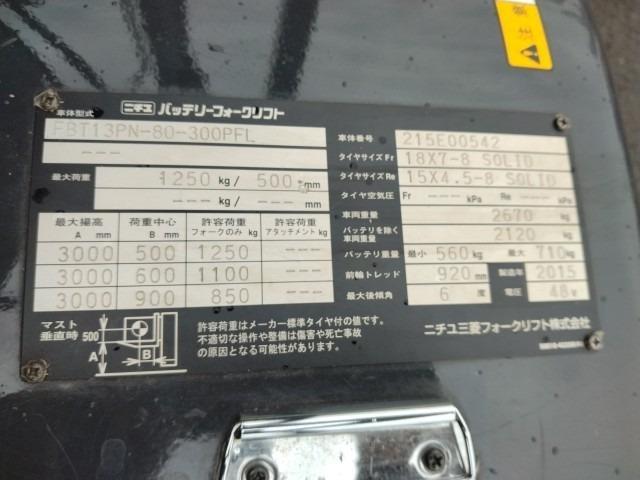 ニチユ バッテリーフォークリフト
車体型式
FBT13PN-80-300PFL
---
最大荷重 1250 kg/ 500 mm
最大揚高 A mm 荷重中心 B mm 許容荷重 フォークのみ kg 許容荷重 アタッチメント kg
3000 500 1250 ---
3000 600 1100 ---
3000 900 850 ---
マスト垂直時 500 A B
許容荷重はメーカー標準タイヤ付の値です。
不適切な操作や整備は傷害や死亡事故
の原因となる可能性があります。
車体番号 215E00542
タイヤサイズ Fr 18X7-8 SOLID
タイヤサイズ Re 15X4.5-8 SOLID
タイヤ空気圧 Fr --- kPa Re --- kPa
車両重量 2670 kg
バッテリを除く車両重量 2120 kg
バッテリ重量 最小 560 kg 最大 710 kg
前輪トレッド 920 mm 製造年 2015
最大後傾角 6 度 電圧 48 V
ニチユ三菱フォークリフト株式会社